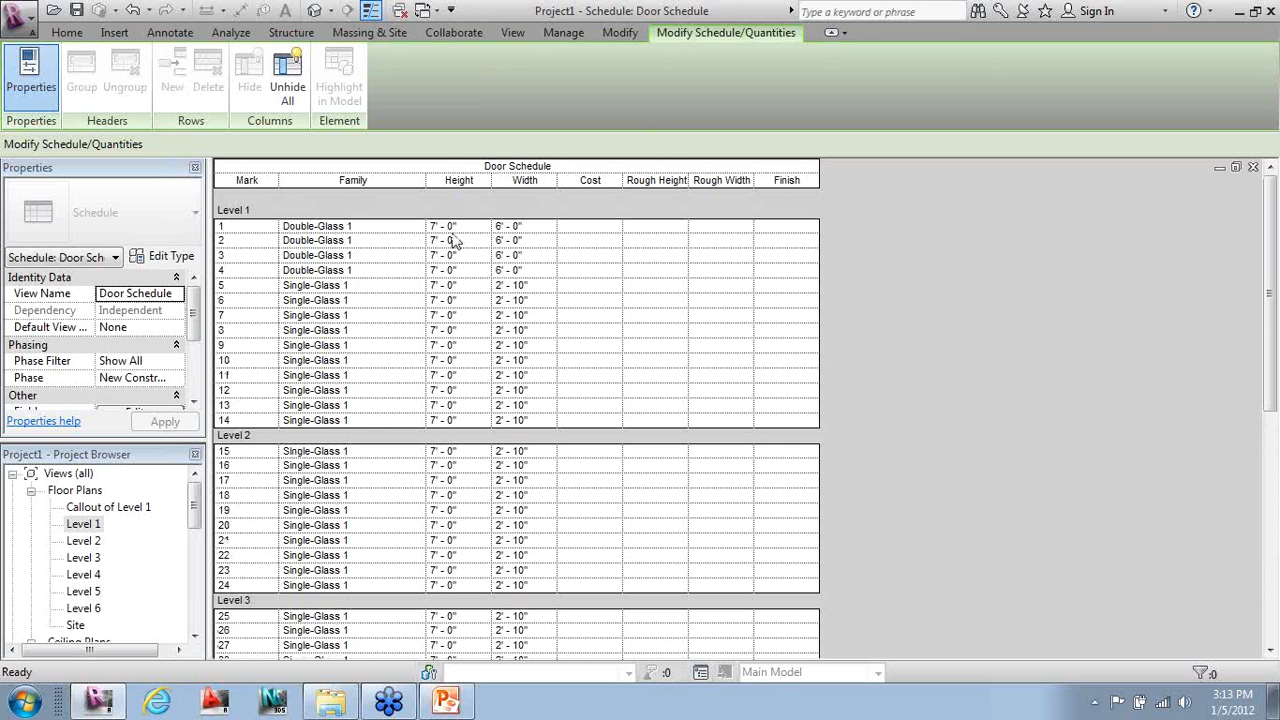 Project1 - Schedule: Door Schedule
Type a keyword or phrase
Sign In
Home Insert Annotate Analyze Structure Massing & Site Collaborate View Manage Modify Modify Schedule/Quantities
Properties Group Ungroup New Delete Hide Unhide All Highlight in Model
Properties Headers Rows Columns Element
Modify Schedule/Quantities
Properties
Schedule
Schedule: Door Sch Edit Type
Identity Data
View Name Door Schedule
Dependency Independent
Default View ... None
Phasing
Phase Filter Show All
Phase New Constr...
Other
Properties help Apply
Project1 - Project Browser
Views (all)
Floor Plans
Callout of Level 1
Level 1
Level 2
Level 3
Level 4
Level 5
Level 6
Site
Ceiling Plans
Door Schedule
Mark Family Height Width Cost Rough Height Rough Width Finish
Level 1
1 Double-Glass 1 7' - 0" 6' - 0"
2 Double-Glass 1 7' - 0" 6' - 0"
3 Double-Glass 1 7' - 0" 6' - 0"
4 Double-Glass 1 7' - 0" 6' - 0"
5 Single-Glass 1 7' - 0" 2' - 10"
6 Single-Glass 1 7' - 0" 2' - 10"
7 Single-Glass 1 7' - 0" 2' - 10"
3 Single-Glass 1 7' - 0" 2' - 10"
9 Single-Glass 1 7' - 0" 2' - 10"
10 Single-Glass 1 7' - 0" 2' - 10"
11 Single-Glass 1 7' - 0" 2' - 10"
12 Single-Glass 1 7' - 0" 2' - 10"
13 Single-Glass 1 7' - 0" 2' - 10"
14 Single-Glass 1 7' - 0" 2' - 10"
Level 2
15 Single-Glass 1 7' - 0" 2' - 10"
16 Single-Glass 1 7' - 0" 2' - 10"
17 Single-Glass 1 7' - 0" 2' - 10"
18 Single-Glass 1 7' - 0" 2' - 10"
19 Single-Glass 1 7' - 0" 2' - 10"
20 Single-Glass 1 7' - 0" 2' - 10"
21 Single-Glass 1 7' - 0" 2' - 10"
22 Single-Glass 1 7' - 0" 2' - 10"
23 Single-Glass 1 7' - 0" 2' - 10"
24 Single-Glass 1 7' - 0" 2' - 10"
Level 3
25 Single-Glass 1 7' - 0" 2' - 10"
26 Single-Glass 1 7' - 0" 2' - 10"
27 Single-Glass 1 7' - 0" 2' - 10"
Ready :0 Main Model :0
3:13 PM
1/5/2012